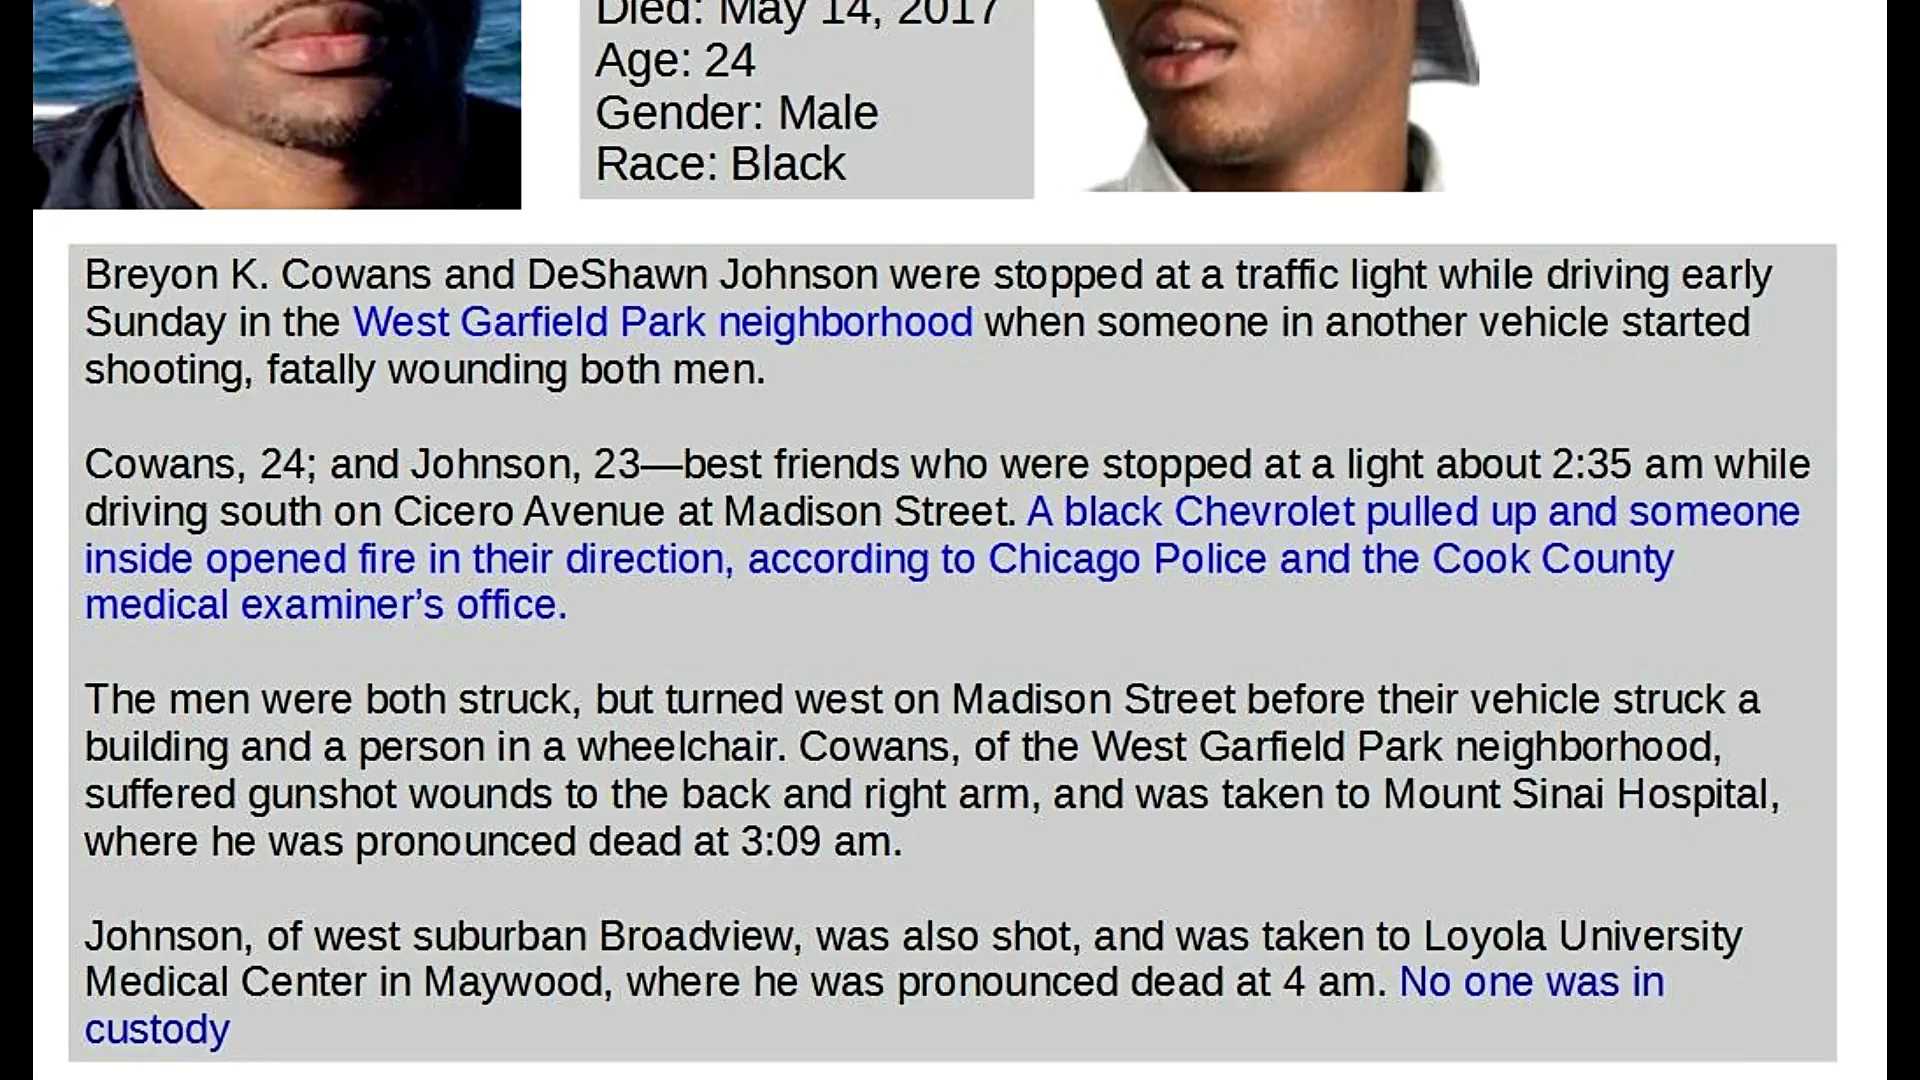 Died: May 14, 2017
Age: 24
Gender: Male
Race: Black
Breyon K. Cowans and DeShawn Johnson were stopped at a traffic light while driving early
Sunday in the West Garfield Park neighborhood when someone in another vehicle started
shooting, fatally wounding both men.
Cowans, 24; and Johnson, 23—best friends who were stopped at a light about 2:35 am while
driving south on Cicero Avenue at Madison Street. A black Chevrolet pulled up and someone
inside opened fire in their direction, according to Chicago Police and the Cook County
medical examiner’s office.
The men were both struck, but turned west on Madison Street before their vehicle struck a
building and a person in a wheelchair. Cowans, of the West Garfield Park neighborhood,
suffered gunshot wounds to the back and right arm, and was taken to Mount Sinai Hospital,
where he was pronounced dead at 3:09 am.
Johnson, of west suburban Broadview, was also shot, and was taken to Loyola University
Medical Center in Maywood, where he was pronounced dead at 4 am. No one was in
custody